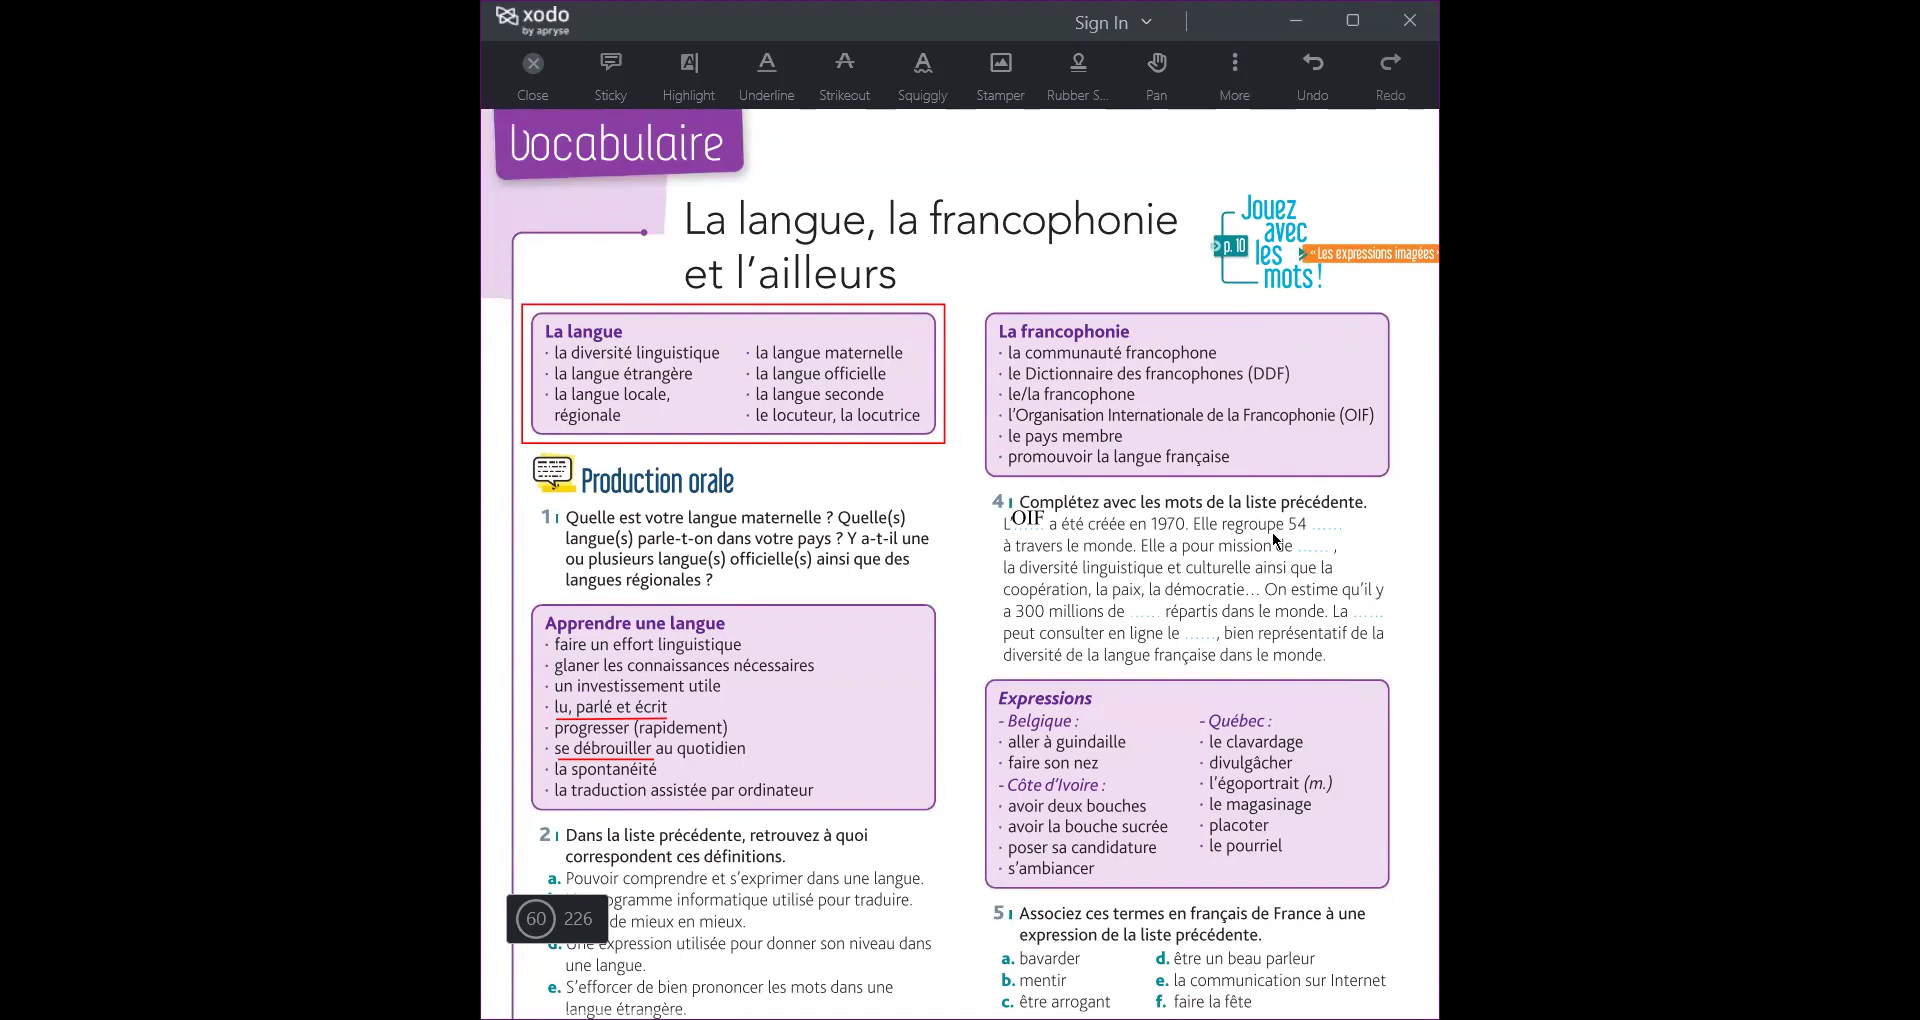 xodo
by apryse
Sign In
Close
Sticky
Highlight
Underline
Strikeout
Squiggly
Stamper
Rubber S...
Pan
More
Undo
Redo
Vocabulaire
La langue, la francophonie
et l'ailleurs
Jouez
avec
les
mots !
p. 10
« Les expressions imagées
La langue
· la diversité linguistique
· la langue étrangère
· la langue locale,
régionale
· la langue maternelle
· la langue officielle
· la langue seconde
· le locuteur, la locutrice
Production orale
1 | Quelle est votre langue maternelle ? Quelle(s)
langue(s) parle-t-on dans votre pays ? Y a-t-il une
ou plusieurs langue(s) officielle(s) ainsi que des
langues régionales ?
Apprendre une langue
· faire un effort linguistique
· glaner les connaissances nécessaires
· un investissement utile
· lu, parlé et écrit
· progresser (rapidement)
· se débrouiller au quotidien
· la spontanéité
· la traduction assistée par ordinateur
2 | Dans la liste précédente, retrouvez à quoi
correspondent ces définitions.
a. Pouvoir comprendre et s'exprimer dans une langue.
ogramme informatique utilisé pour traduire.
de mieux en mieux.
d. Une expression utilisée pour donner son niveau dans
une langue.
e. S'efforcer de bien prononcer les mots dans une
langue étrangère.
60 226
La francophonie
· la communauté francophone
· le Dictionnaire des francophones (DDF)
· le/la francophone
· l'Organisation Internationale de la Francophonie (OIF)
· le pays membre
· promouvoir la langue française
4 | Complétez avec les mots de la liste précédente.
L'OIF a été créée en 1970. Elle regroupe 54 ......
à travers le monde. Elle a pour mission de ...... ,
la diversité linguistique et culturelle ainsi que la
coopération, la paix, la démocratie... On estime qu'il y
a 300 millions de ...... répartis dans le monde. La ......
peut consulter en ligne le ......, bien représentatif de la
diversité de la langue française dans le monde.
Expressions
- Belgique :
· aller à guindaille
· faire son nez
- Côte d'Ivoire :
· avoir deux bouches
· avoir la bouche sucrée
· poser sa candidature
· s'ambiancer
- Québec :
· le clavardage
· divulgâcher
· l'égoportrait (m.)
· le magasinage
· placoter
· le pourriel
5 | Associez ces termes en français de France à une
expression de la liste précédente.
a. bavarder
b. mentir
c. être arrogant
d. être un beau parleur
e. la communication sur Internet
f. faire la fête